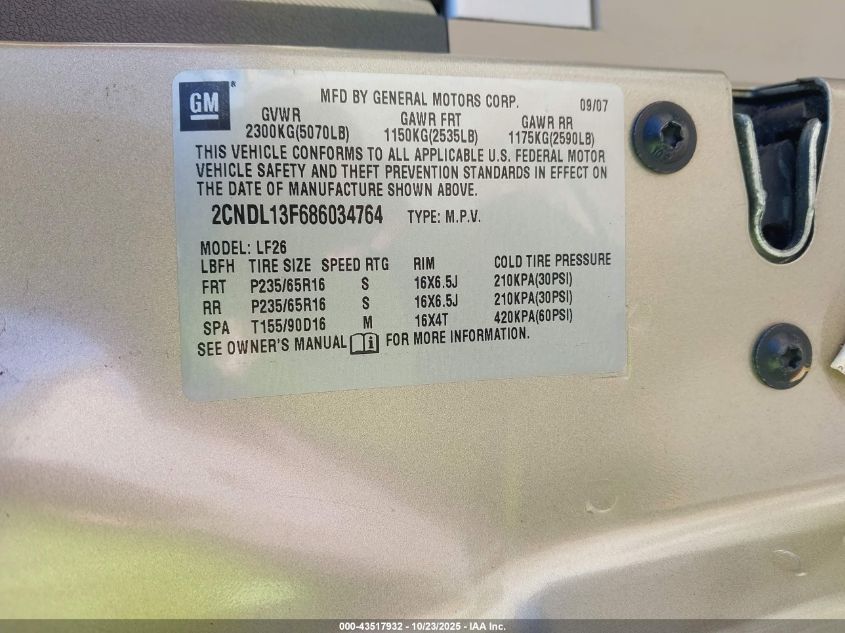 GM
®
MFD BY GENERAL MOTORS CORP. 09/07
GVWR GAWR FRT GAWR RR
2300KG(5070LB) 1150KG(2535LB) 1175KG(2590LB)
THIS VEHICLE CONFORMS TO ALL APPLICABLE U.S. FEDERAL MOTOR
VEHICLE SAFETY AND THEFT PREVENTION STANDARDS IN EFFECT ON
THE DATE OF MANUFACTURE SHOWN ABOVE.
2CNDL13F686034764 TYPE: M.P.V.
MODEL: LF26
LBFH TIRE SIZE SPEED RTG RIM COLD TIRE PRESSURE
FRT P235/65R16 S 16X6.5J 210KPA(30PSI)
RR P235/65R16 S 16X6.5J 210KPA(30PSI)
SPA T155/90D16 M 16X4T 420KPA(60PSI)
SEE OWNER'S MANUAL i FOR MORE INFORMATION.
000-43517932 - 10/23/2025 - IAA Inc.